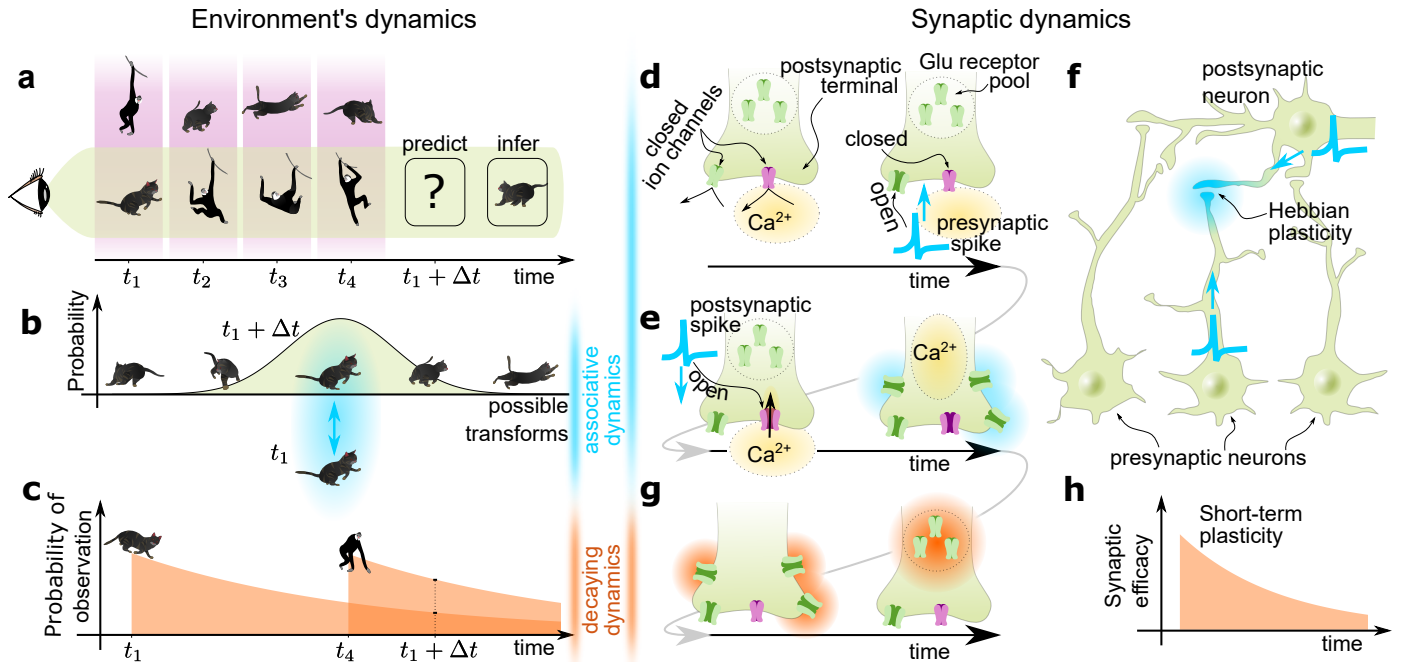 Environment's dynamics
Synaptic dynamics
a
predict
infer
?
t₁
t₂
t₃
t₄
t₁ + Δt
time
b
Probability
t₁ + Δt
possible
transforms
t₁
associative
dynamics
c
Probability of
observation
t₁
t₄
t₁ + Δt
time
decaying
dynamics
d
closed
ion channels
postsynaptic
terminal
Ca²⁺
Glu receptor
pool
closed
open
presynaptic
spike
time
e
postsynaptic
spike
open
Ca²⁺
Ca²⁺
time
f
postsynaptic
neuron
Hebbian
plasticity
presynaptic neurons
g
time
h
Synaptic
efficacy
Short-term
plasticity
time